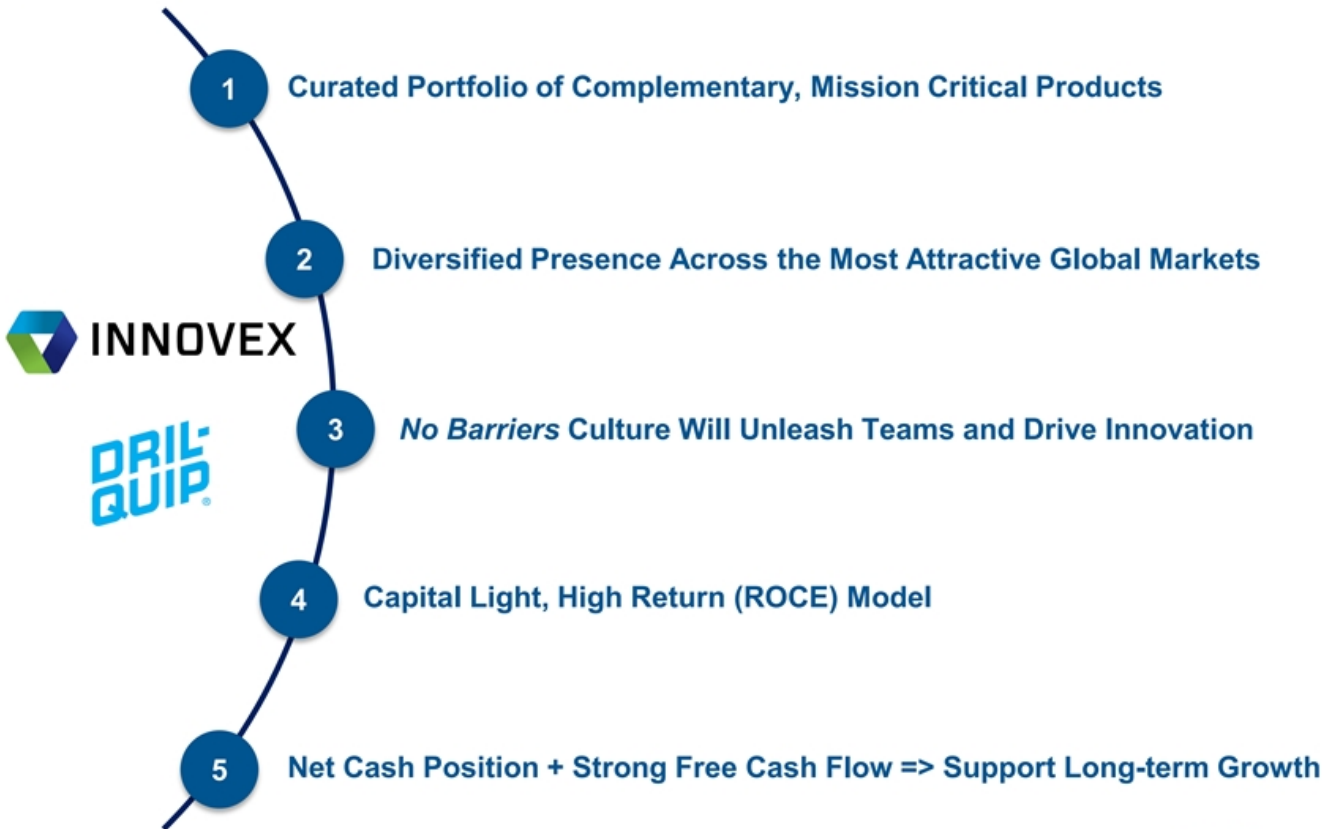 1
Curated Portfolio of Complementary, Mission Critical Products
2
Diversified Presence Across the Most Attractive Global Markets
INNOVEX
3
No Barriers Culture Will Unleash Teams and Drive Innovation
DRIL-
QUIP®
4
Capital Light, High Return (ROCE) Model
5
Net Cash Position + Strong Free Cash Flow => Support Long-term Growth